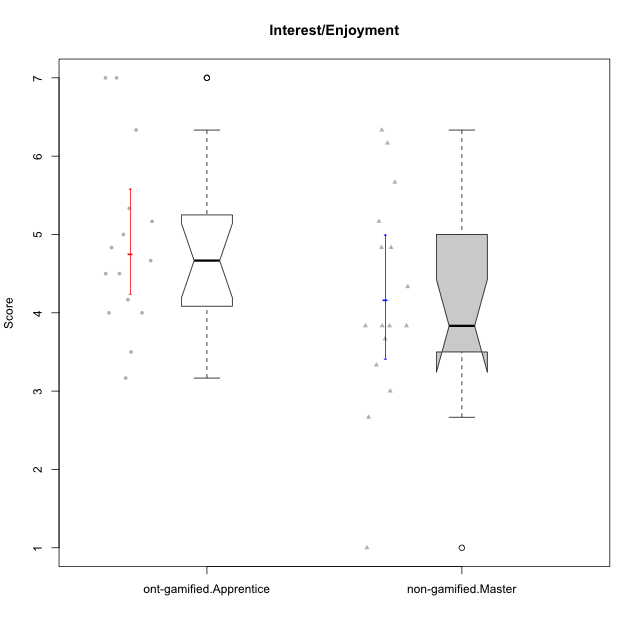 Interest/Enjoyment
Score
7
6
5
4
3
2
1
ont-gamified.Apprentice
non-gamified.Master